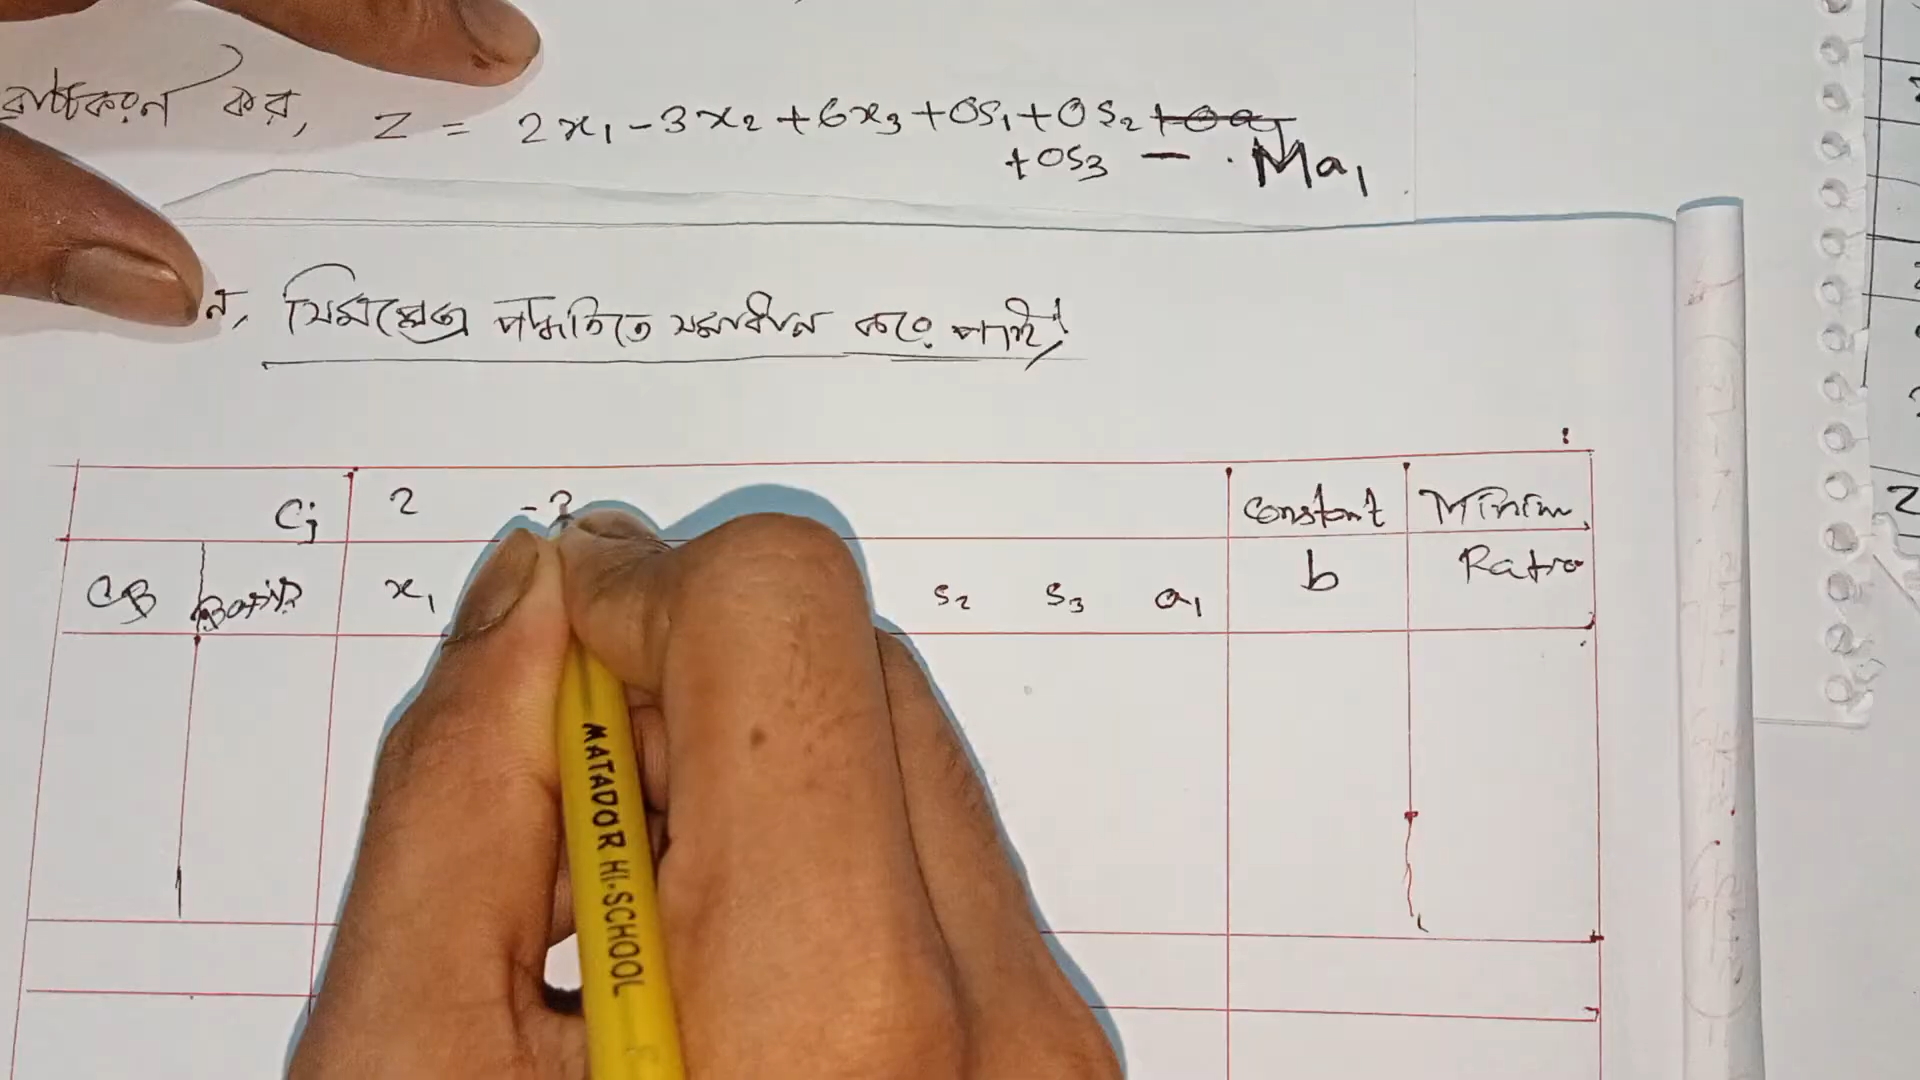 কর, Z = 2x₁ - 3x₂ + 6x₃ + 0s₁ + 0s₂
+ 0s₃ - Ma₁
ন, সিমপ্লেক্স পদ্ধতিতে সমাধান করে পাই!
Cj 2 -3 Constant Minim.
CB Basis x₁ s₂ s₃ a₁ b Ratio
MATADOR HI-SCHOOL